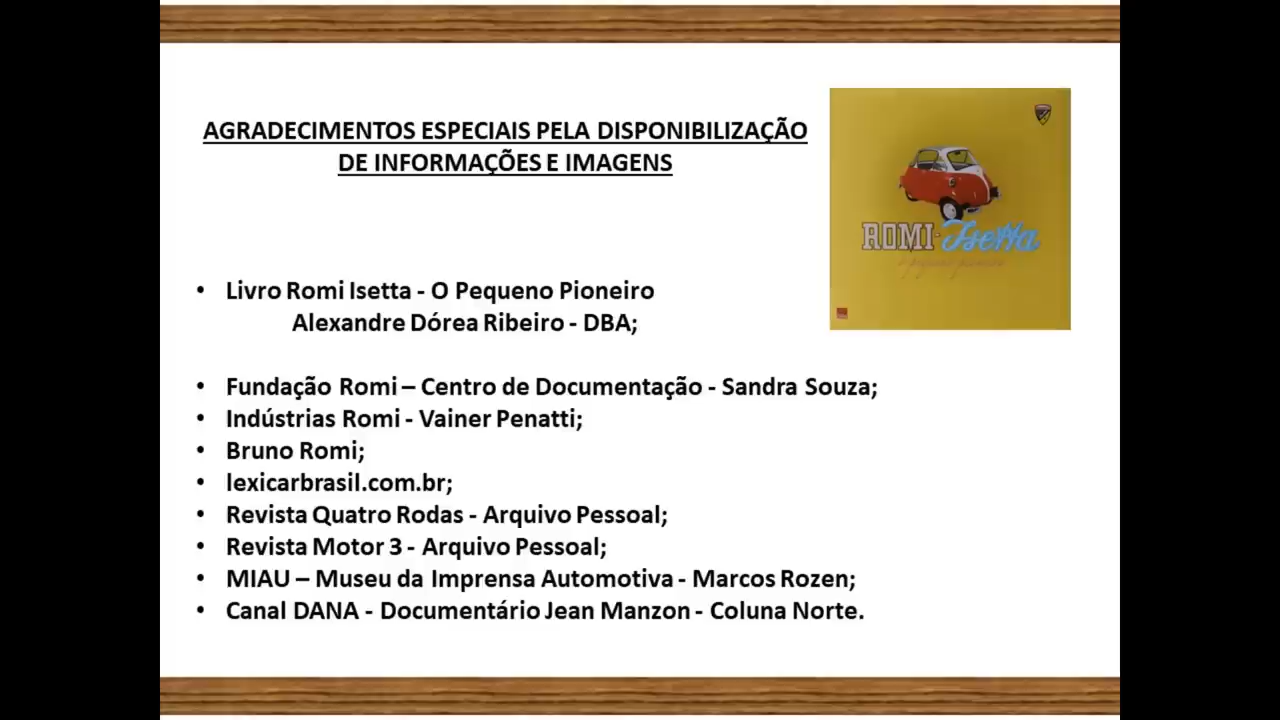 AGRADECIMENTOS ESPECIAIS PELA DISPONIBILIZAÇÃO
DE INFORMAÇÕES E IMAGENS
ROMI-Isetta
• Livro Romi Isetta - O Pequeno Pioneiro
Alexandre Dórea Ribeiro - DBA;
• Fundação Romi – Centro de Documentação - Sandra Souza;
• Indústrias Romi - Vainer Penatti;
• Bruno Romi;
• lexicarbrasil.com.br;
• Revista Quatro Rodas - Arquivo Pessoal;
• Revista Motor 3 - Arquivo Pessoal;
• MIAU – Museu da Imprensa Automotiva - Marcos Rozen;
• Canal DANA - Documentário Jean Manzon - Coluna Norte.